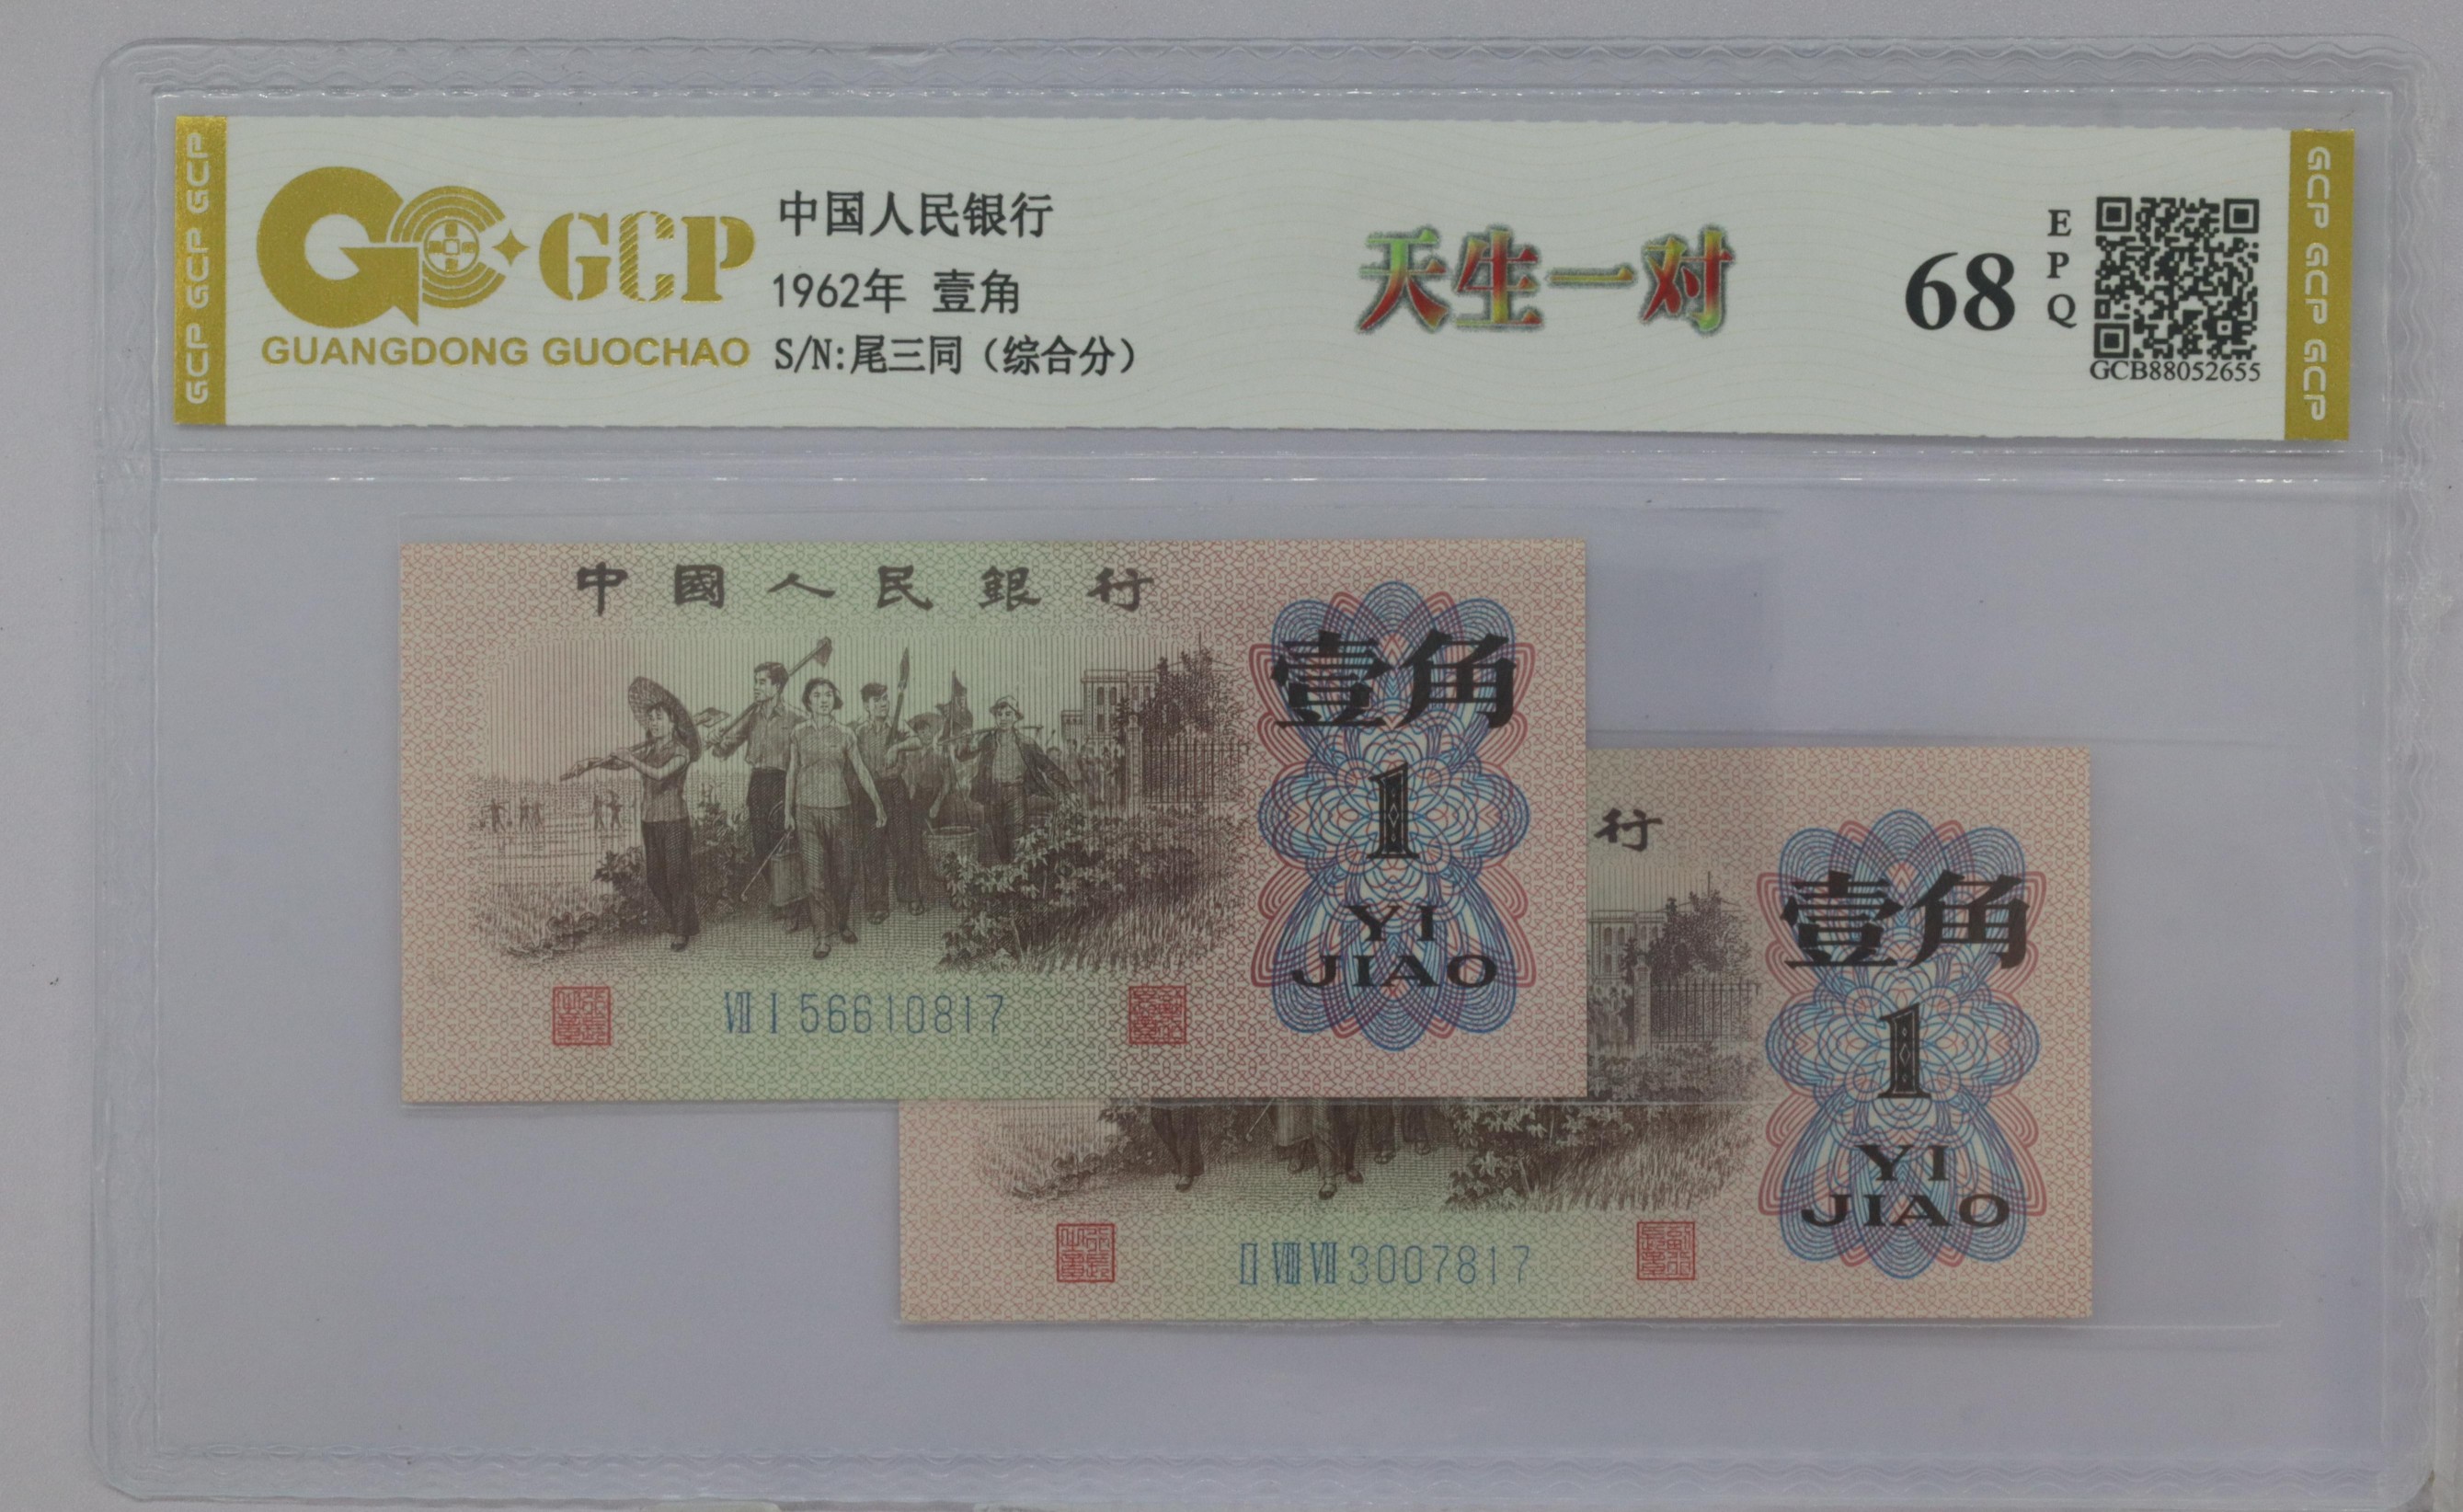 GCP GCP GCP
GCP
GUANGDONG GUOCHAO
中国人民银行
1962年 壹角
S/N:尾三同（综合分）
天生一对
68
EPQ
GCB88052655
GCP GCP GCP
中國人民銀行
壹角
1
YI
JIAO
VII I 56610817
行
壹角
1
YI
JIAO
II VIII VII 3007817